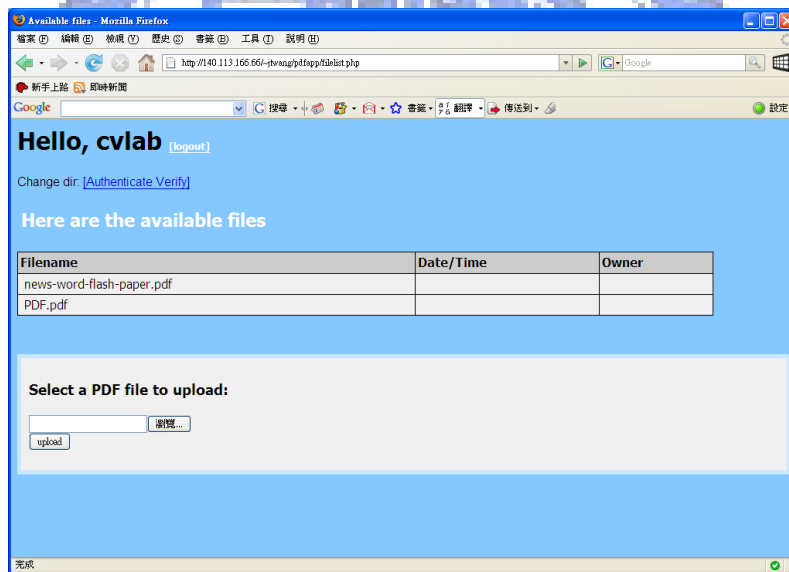 Available files - Mozilla Firefox
檔案(F) 編輯(E) 檢視(V) 歷史(S) 書籤(B) 工具(T) 說明(H)
http://140.113.166.66/~jtwang/pdfapp/filelist.php G Google
新手上路 即時新聞
Google G 搜尋 書籤 翻譯 傳送到 設定
Hello, cvlab [logout]
Change dir: [Authenticate Verify]
Here are the available files
Filename Date/Time Owner
news-word-flash-paper.pdf
PDF.pdf
Select a PDF file to upload:
瀏覽...
upload
完成